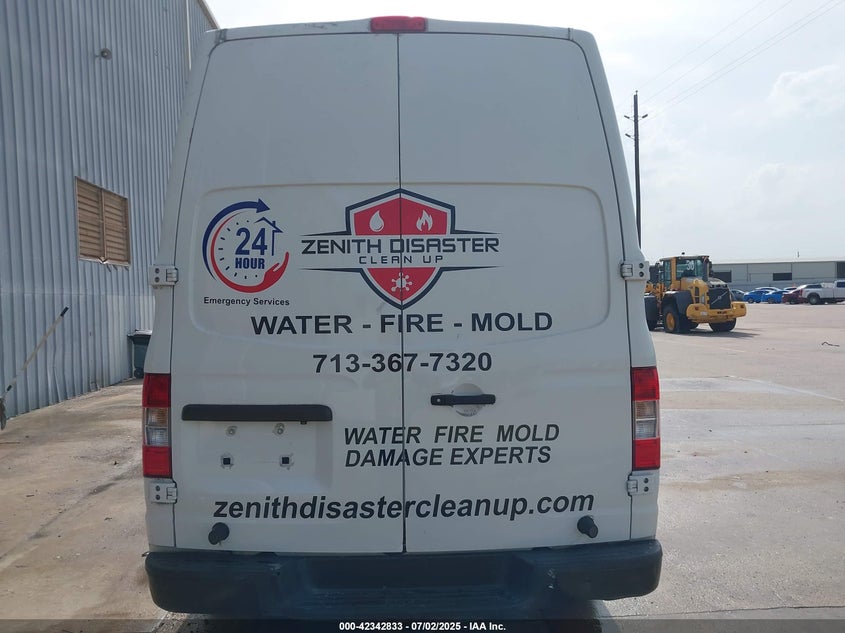 24
HOUR
Emergency Services
ZENITH DISASTER
CLEAN UP
WATER - FIRE - MOLD
713-367-7320
WATER FIRE MOLD
DAMAGE EXPERTS
zenithdisastercleanup.com
000-42342833 / 07/02/2025 - IAA Inc.